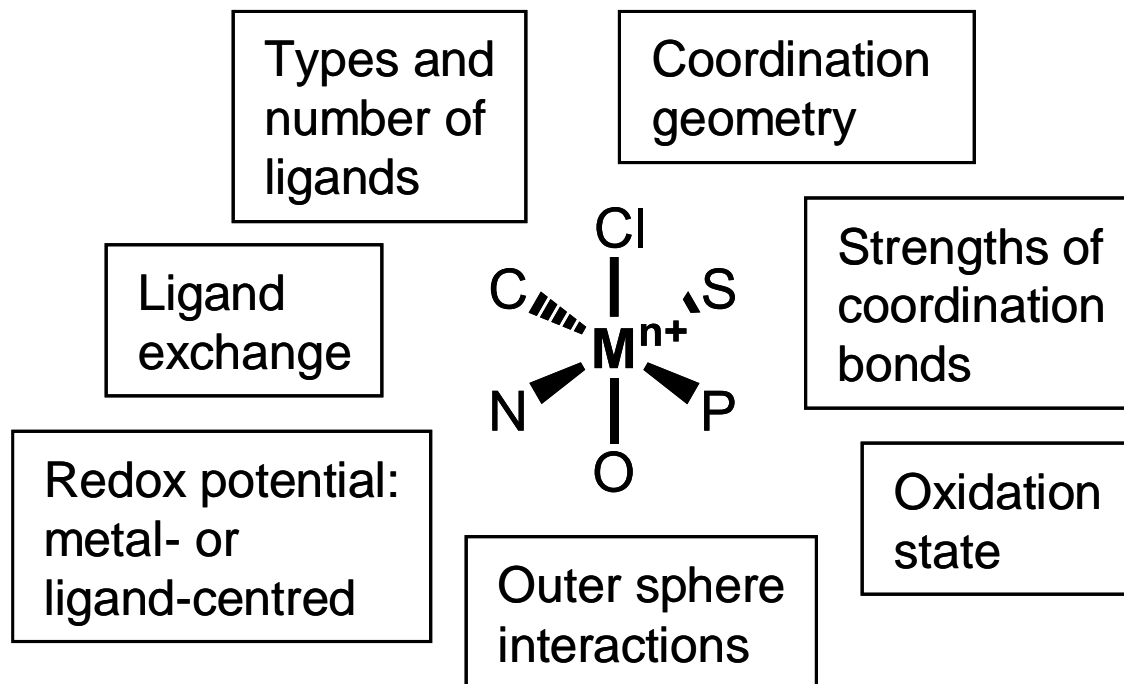 Types and
number of
ligands
Coordination
geometry
Ligand
exchange
Cl
C
S
Mⁿ⁺
N
P
O
Strengths of
coordination
bonds
Redox potential:
metal- or
ligand-centred
Outer sphere
interactions
Oxidation
state